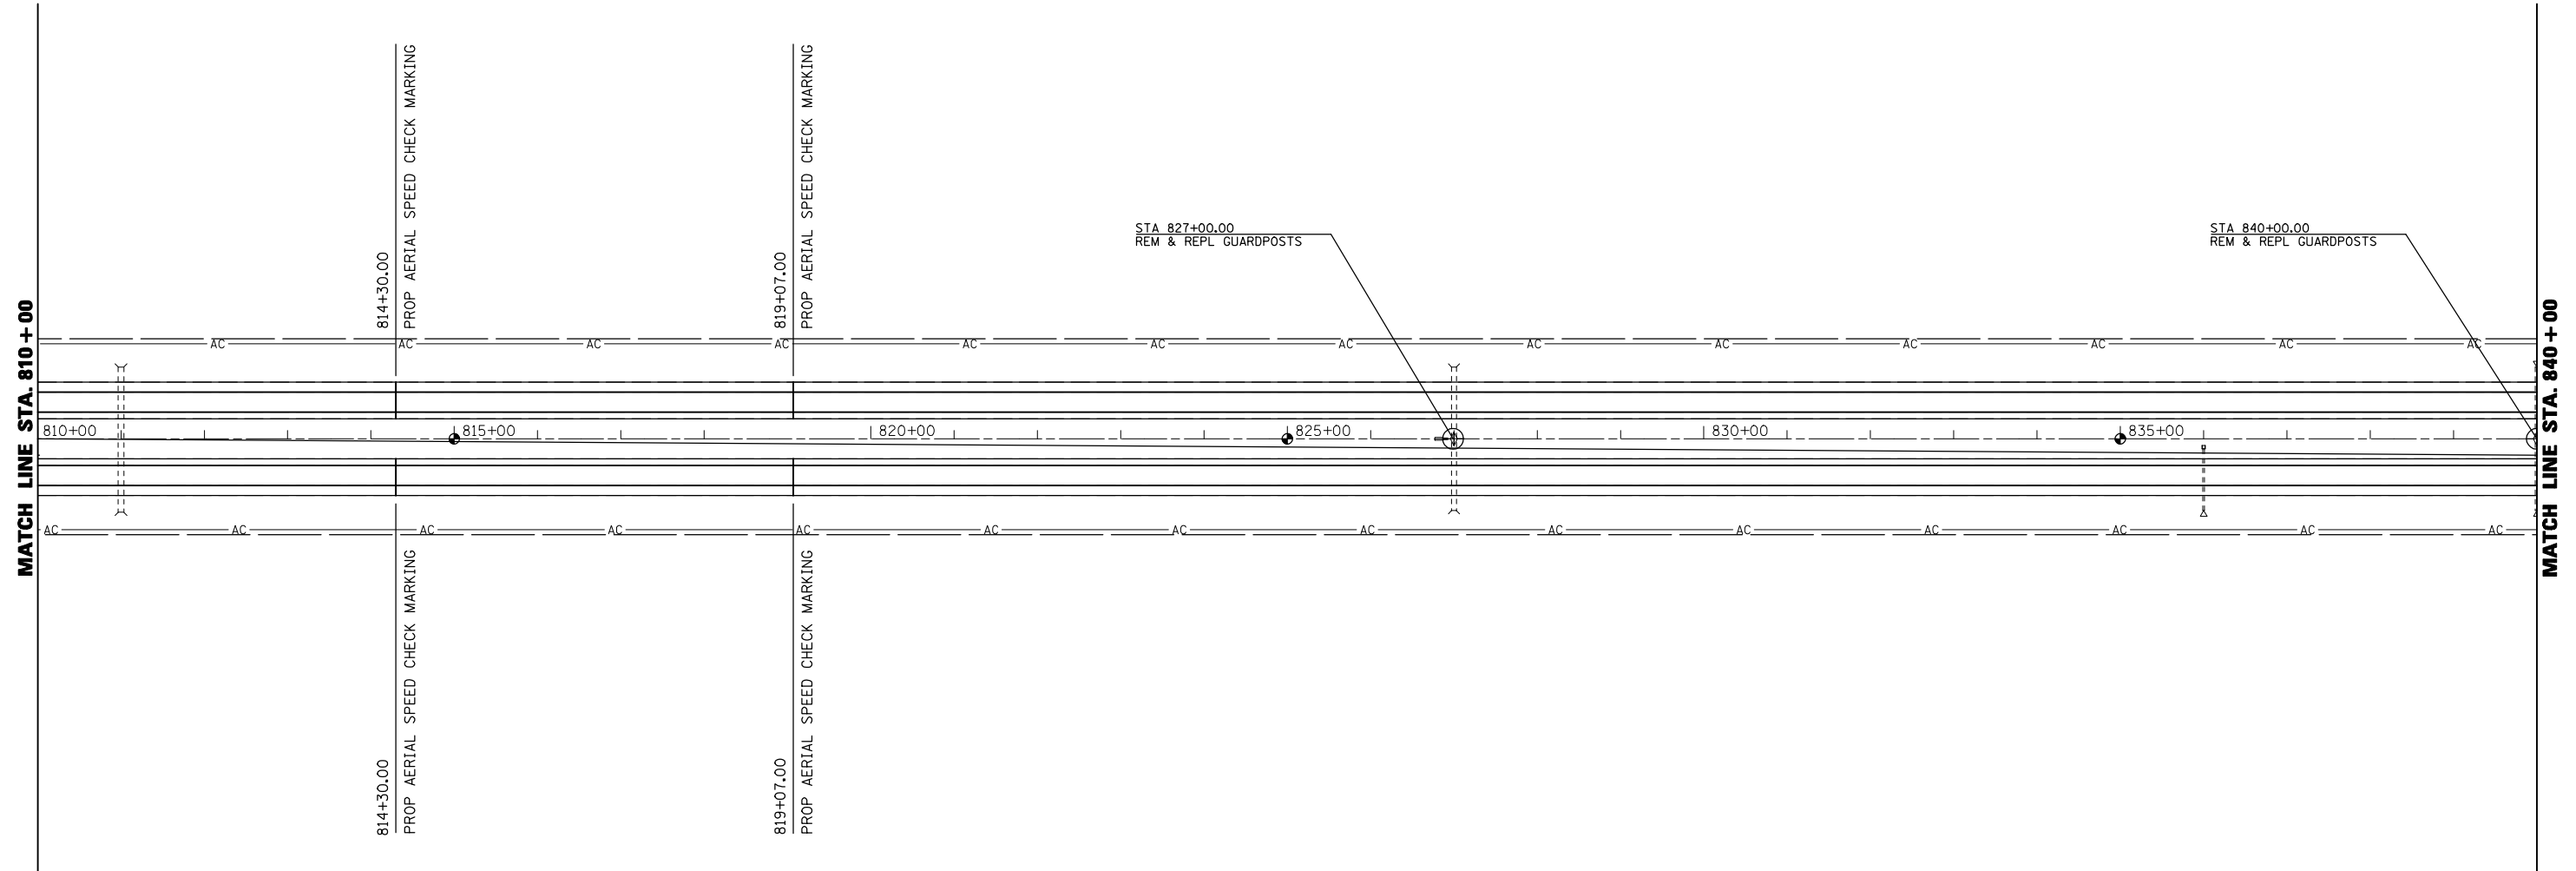 814+30.00
PROP AERIAL SPEED CHECK MARKING
819+07.00
PROP AERIAL SPEED CHECK MARKING
STA 827+00.00
REM & REPL GUARDPOSTS
STA 840+00.00
REM & REPL GUARDPOSTS
MATCH LINE STA. 810+00
MATCH LINE STA. 840+00
AC AC AC AC AC AC AC AC AC AC AC AC AC
810+00 815+00 820+00 825+00 830+00 835+00
AC AC AC AC AC AC AC AC AC AC AC AC AC AC
814+30.00
PROP AERIAL SPEED CHECK MARKING
819+07.00
PROP AERIAL SPEED CHECK MARKING